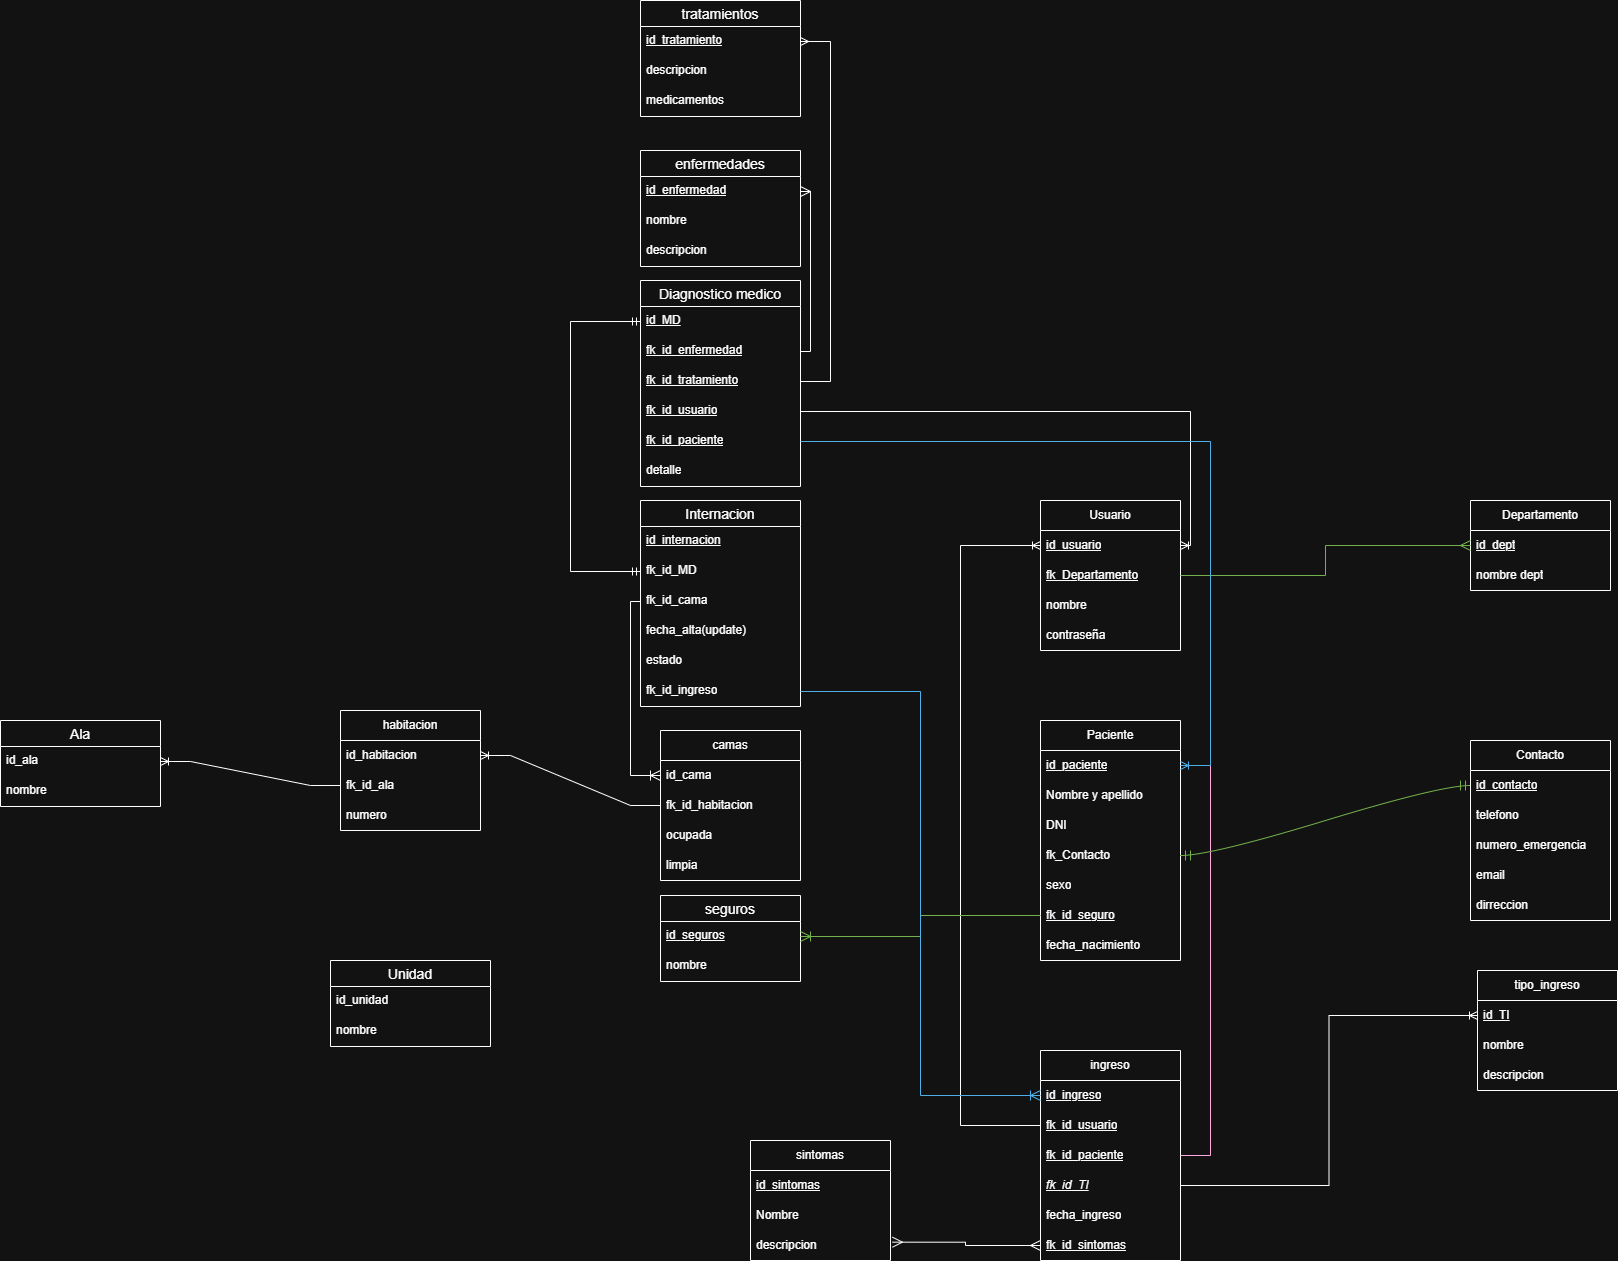 tratamientos
id_tratamiento
descripcion
medicamentos
enfermedades
id_enfermedad
nombre
descripcion
Diagnostico medico
id_MD
fk_id_enfermedad
fk_id_tratamiento
fk_id_usuario
fk_id_paciente
detalle
Internacion
id_internacion
fk_id_MD
fk_id_cama
fecha_alta(update)
estado
fk_id_ingreso
Usuario
id_usuario
fk_Departamento
nombre
contraseña
Departamento
id_dept
nombre dept
Ala
id_ala
nombre
habitacion
id_habitacion
fk_id_ala
numero
camas
id_cama
fk_id_habitacion
ocupada
limpia
Paciente
id_paciente
Nombre y apellido
DNI
fk_Contacto
sexo
fk_id_seguro
fecha_nacimiento
Contacto
id_contacto
telefono
numero_emergencia
email
dirreccion
seguros
id_seguros
nombre
Unidad
id_unidad
nombre
tipo_ingreso
id_TI
nombre
descripcion
ingreso
id_ingreso
fk_id_usuario
fk_id_paciente
fk_id_TI
fecha_ingreso
fk_id_sintomas
sintomas
id_sintomas
Nombre
descripcion